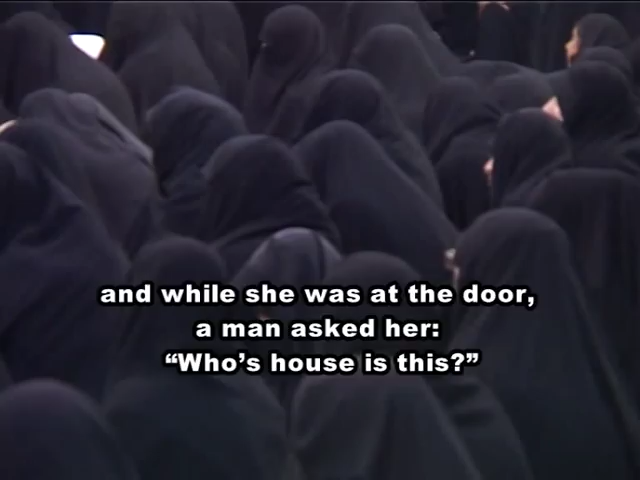 and while she was at the door,
a man asked her:
“Who’s house is this?”